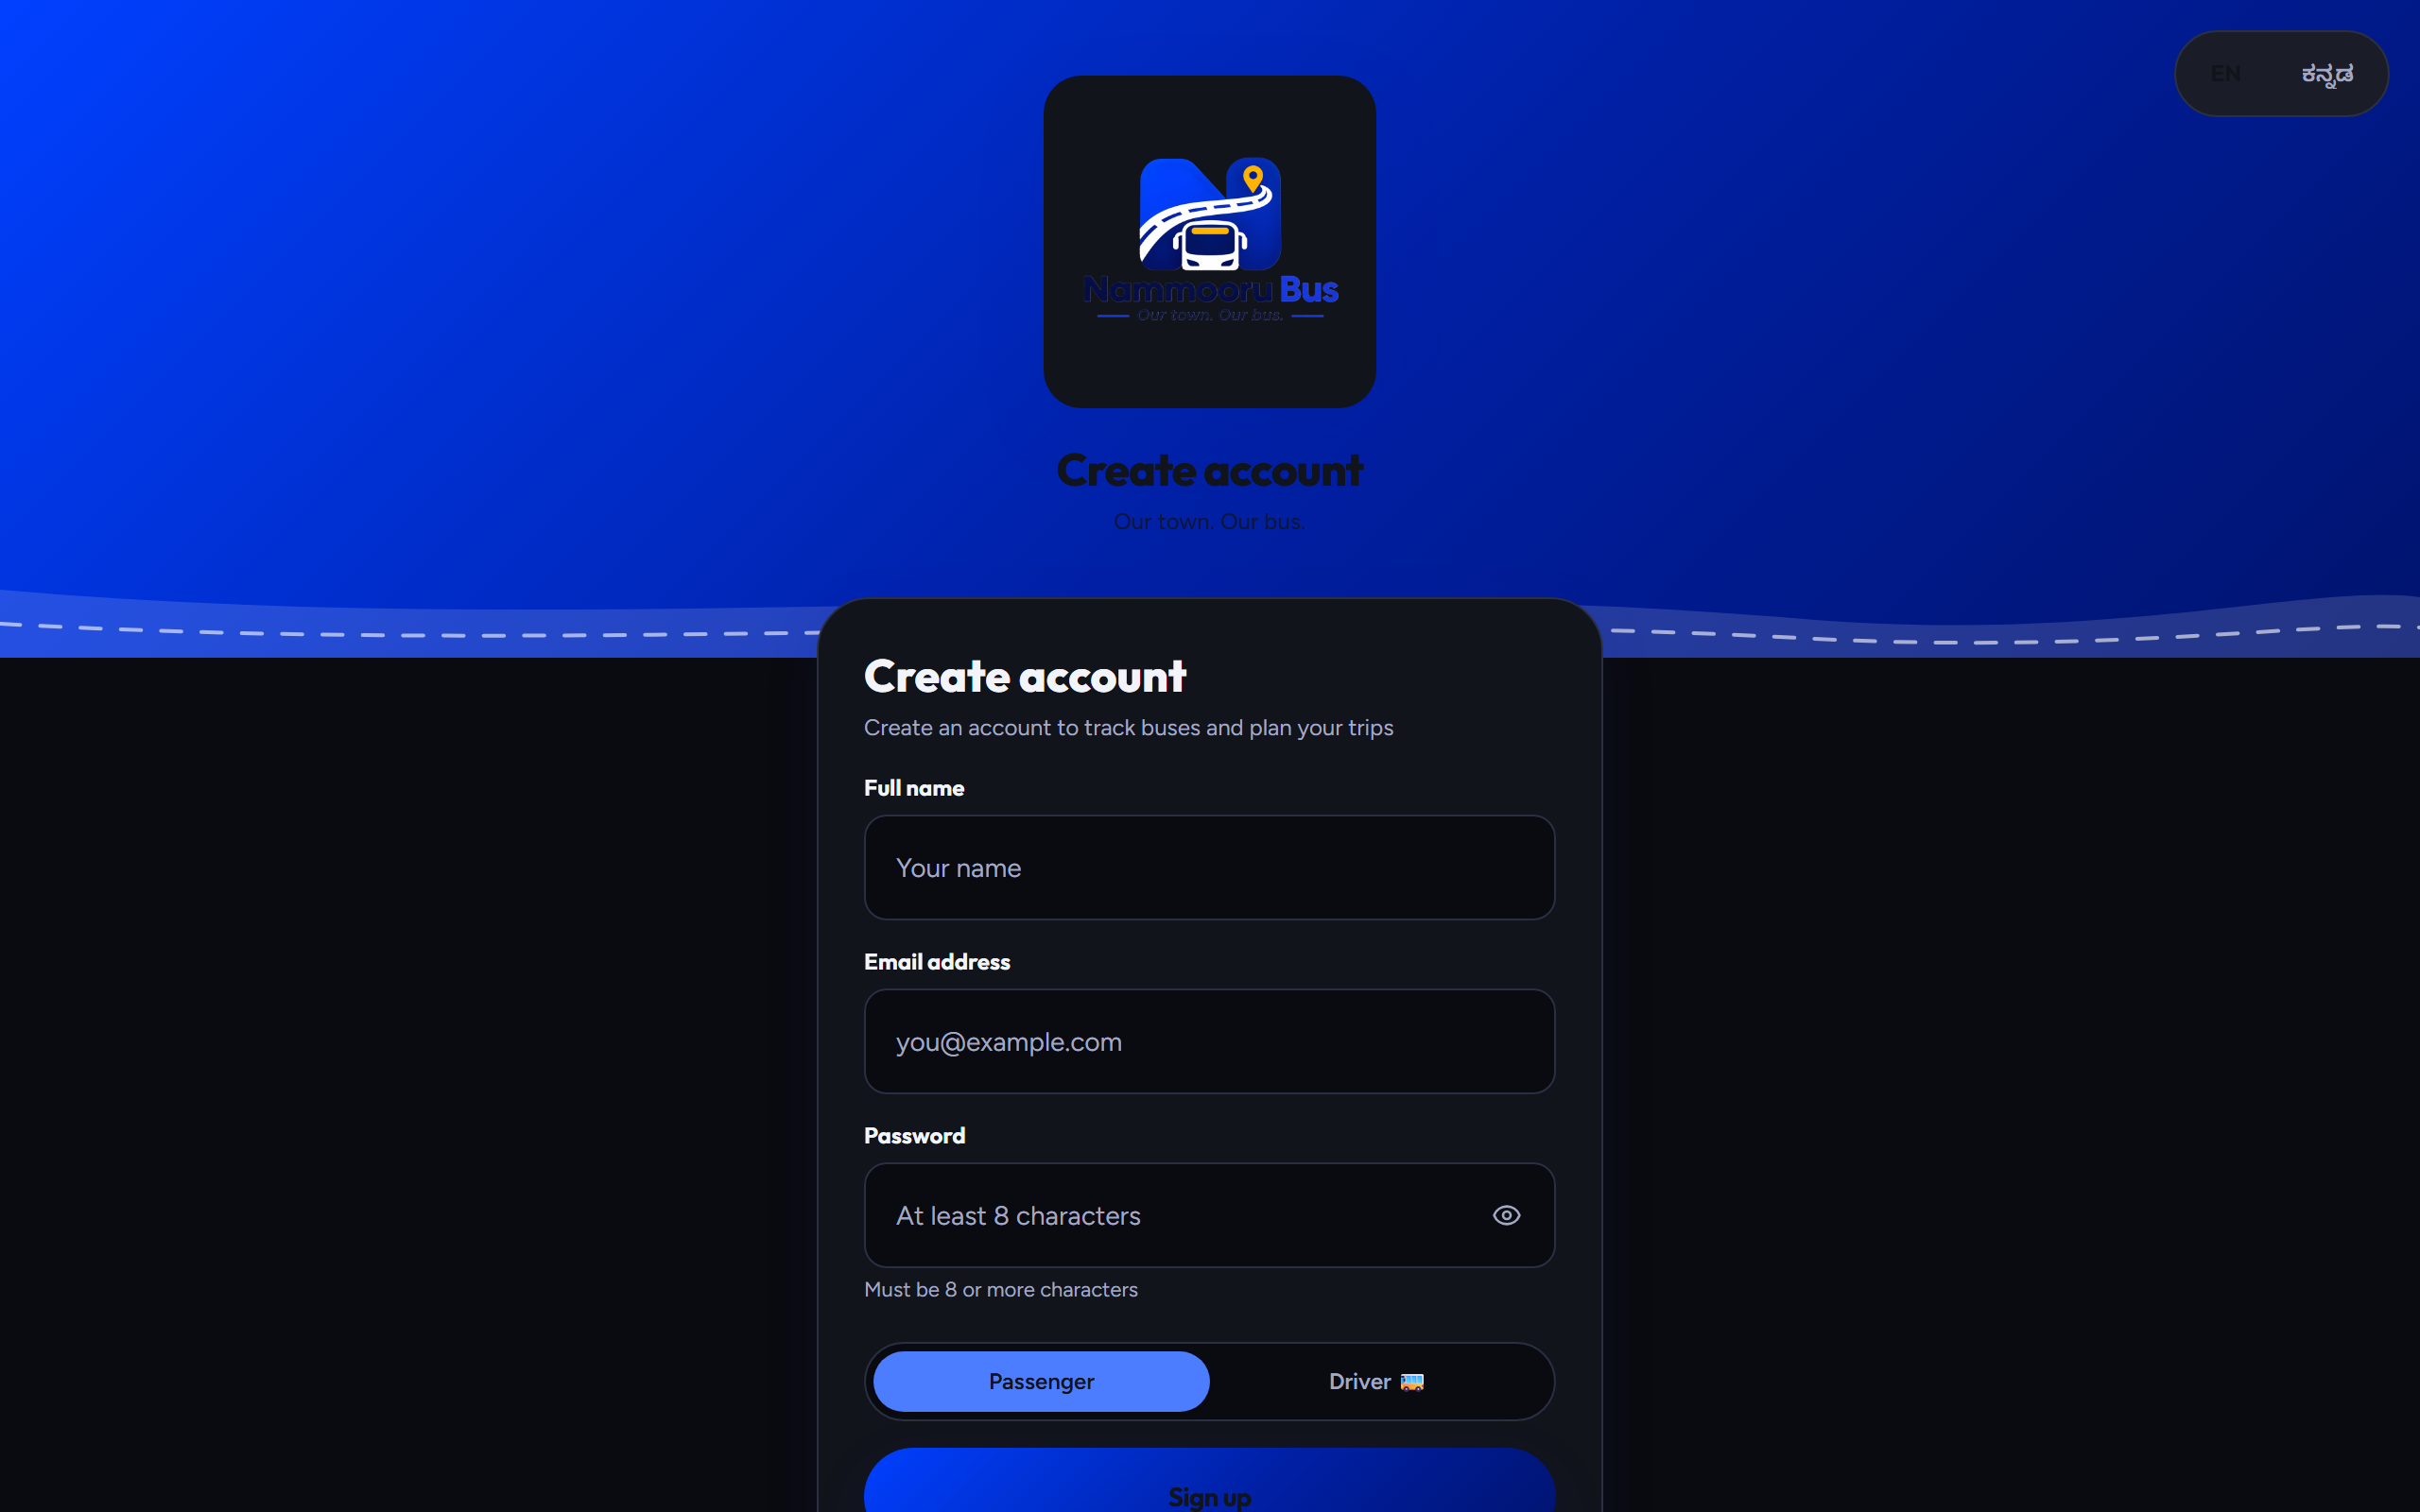 EN ಕನ್ನಡ
Nammooru Bus
Our town. Our bus.
Create account
Our town. Our bus.
Create account
Create an account to track buses and plan your trips
Full name
Your name
Email address
you@example.com
Password
At least 8 characters
Must be 8 or more characters
Passenger Driver
Sign up